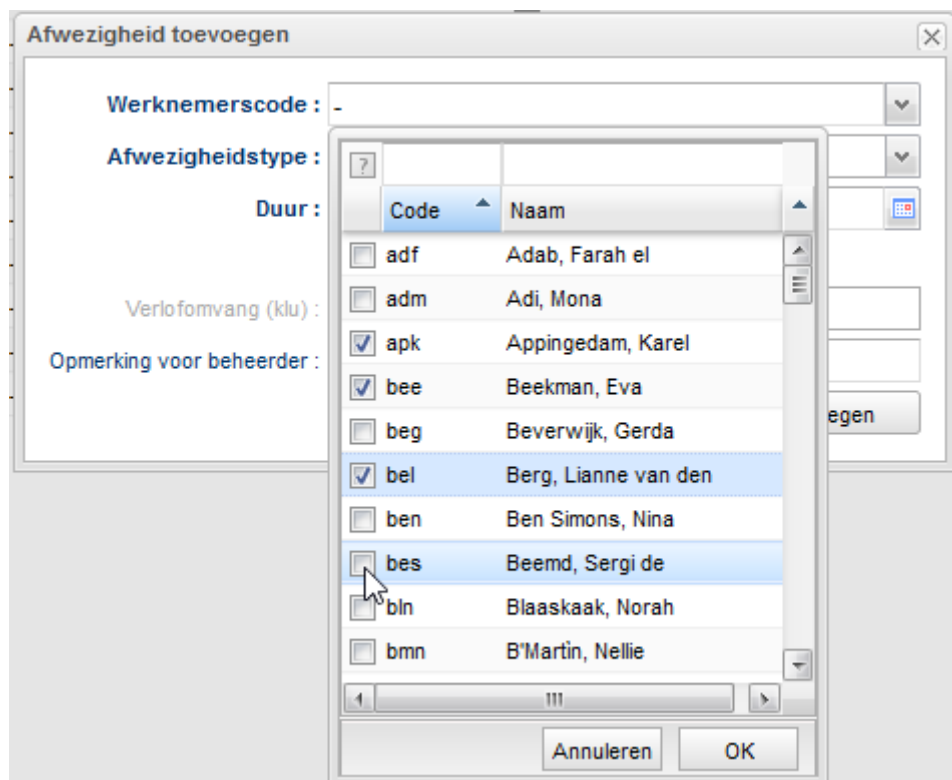 Afwezigheid toevoegen
Werknemerscode : -
Afwezigheidstype :
Duur :
Verlofomvang (klu) :
Opmerking voor beheerder :
egen
?
Code Naam
adf Adab, Farah el
adm Adi, Mona
apk Appingedam, Karel
bee Beekman, Eva
beg Beverwijk, Gerda
bel Berg, Lianne van den
ben Ben Simons, Nina
bes Beemd, Sergi de
bln Blaaskaak, Norah
bmn B'Martìn, Nellie
Annuleren OK